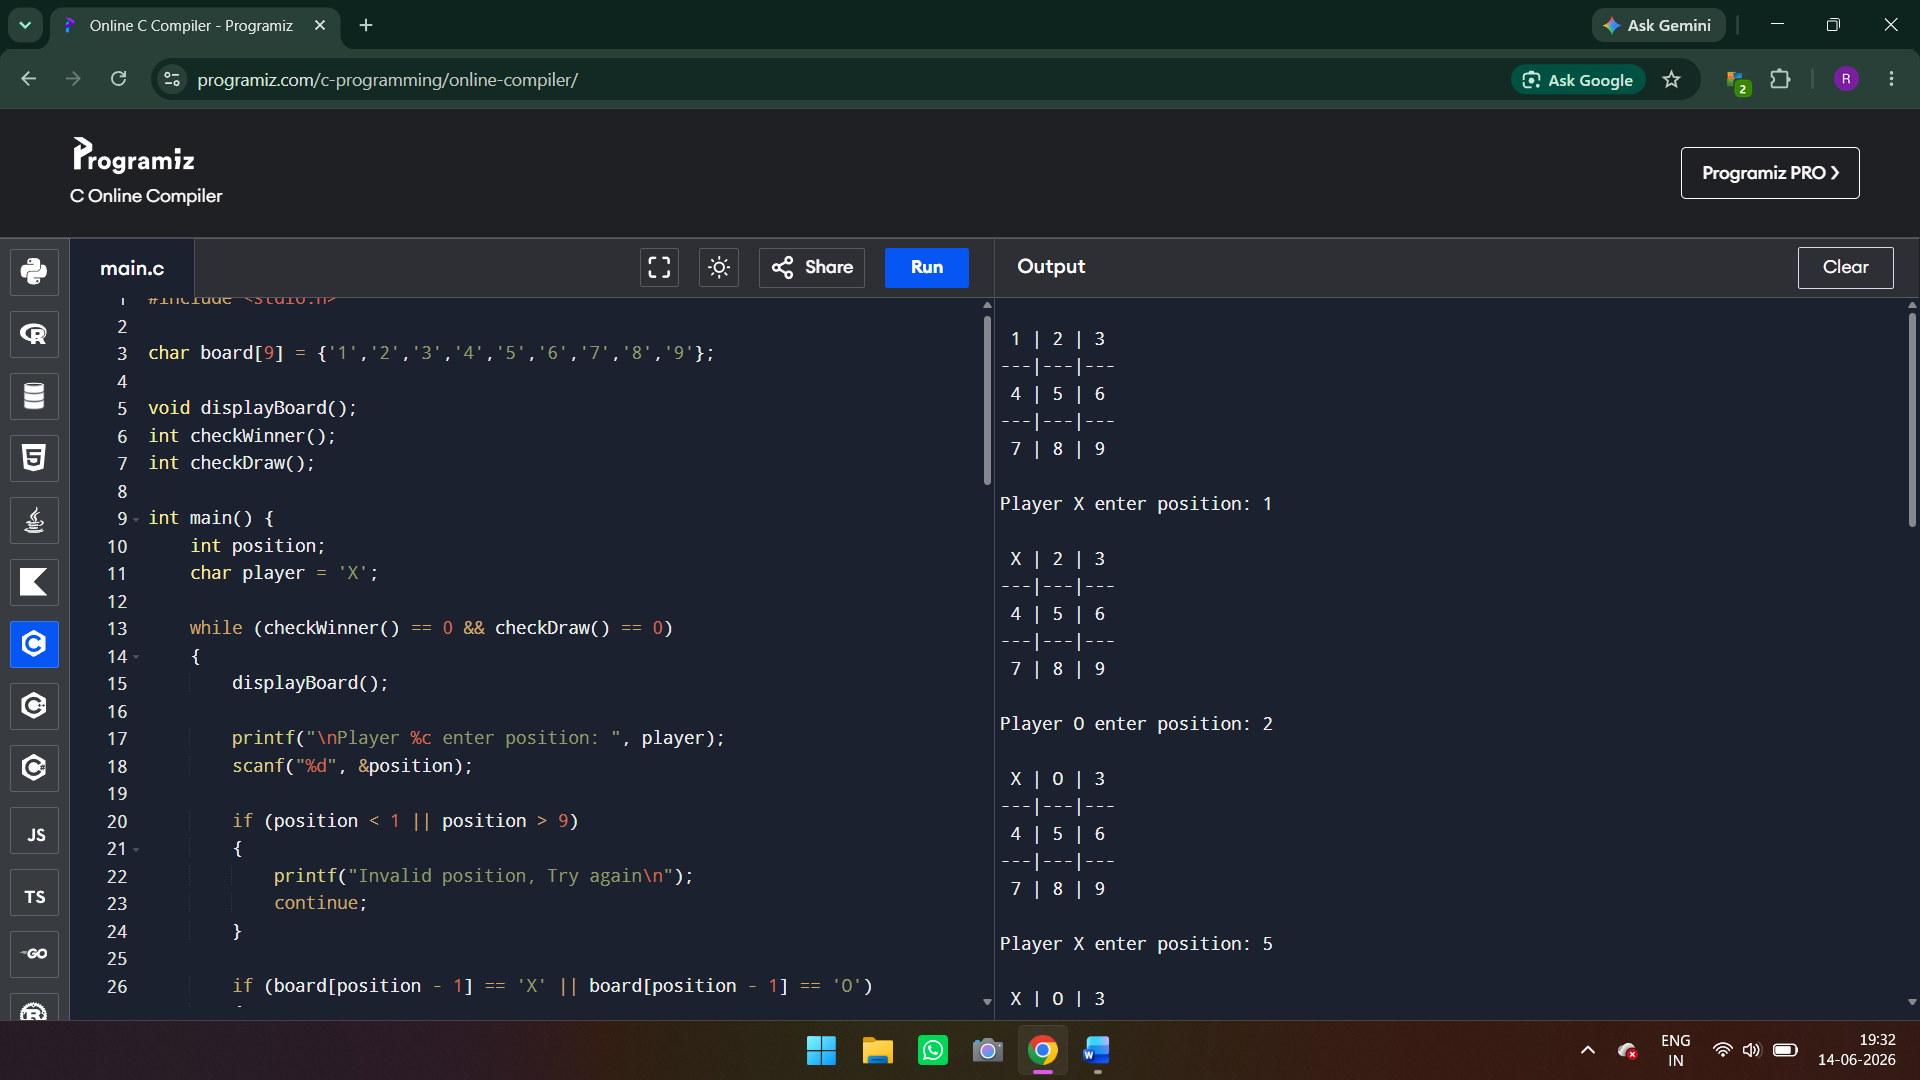 Online C Compiler - Programiz
Ask Gemini
programiz.com/c-programming/online-compiler/
Ask Google
2
R
Programiz
C Online Compiler
Programiz PRO
main.c
Share
Run
Output
Clear
1 #include <stdio.h>
2
3 char board[9] = {'1','2','3','4','5','6','7','8','9'};
4
5 void displayBoard();
6 int checkWinner();
7 int checkDraw();
8
9 int main() {
10 int position;
11 char player = 'X';
12
13 while (checkWinner() == 0 && checkDraw() == 0)
14 {
15 displayBoard();
16
17 printf("\nPlayer %c enter position: ", player);
18 scanf("%d", &position);
19
20 if (position < 1 || position > 9)
21 {
22 printf("Invalid position, Try again\n");
23 continue;
24 }
25
26 if (board[position - 1] == 'X' || board[position - 1] == 'O')
1 | 2 | 3
---|---|---
4 | 5 | 6
---|---|---
7 | 8 | 9
Player X enter position: 1
X | 2 | 3
---|---|---
4 | 5 | 6
---|---|---
7 | 8 | 9
Player O enter position: 2
X | O | 3
---|---|---
4 | 5 | 6
---|---|---
7 | 8 | 9
Player X enter position: 5
X | O | 3
JS
TS
GO
ENG
IN
19:32
14-06-2026